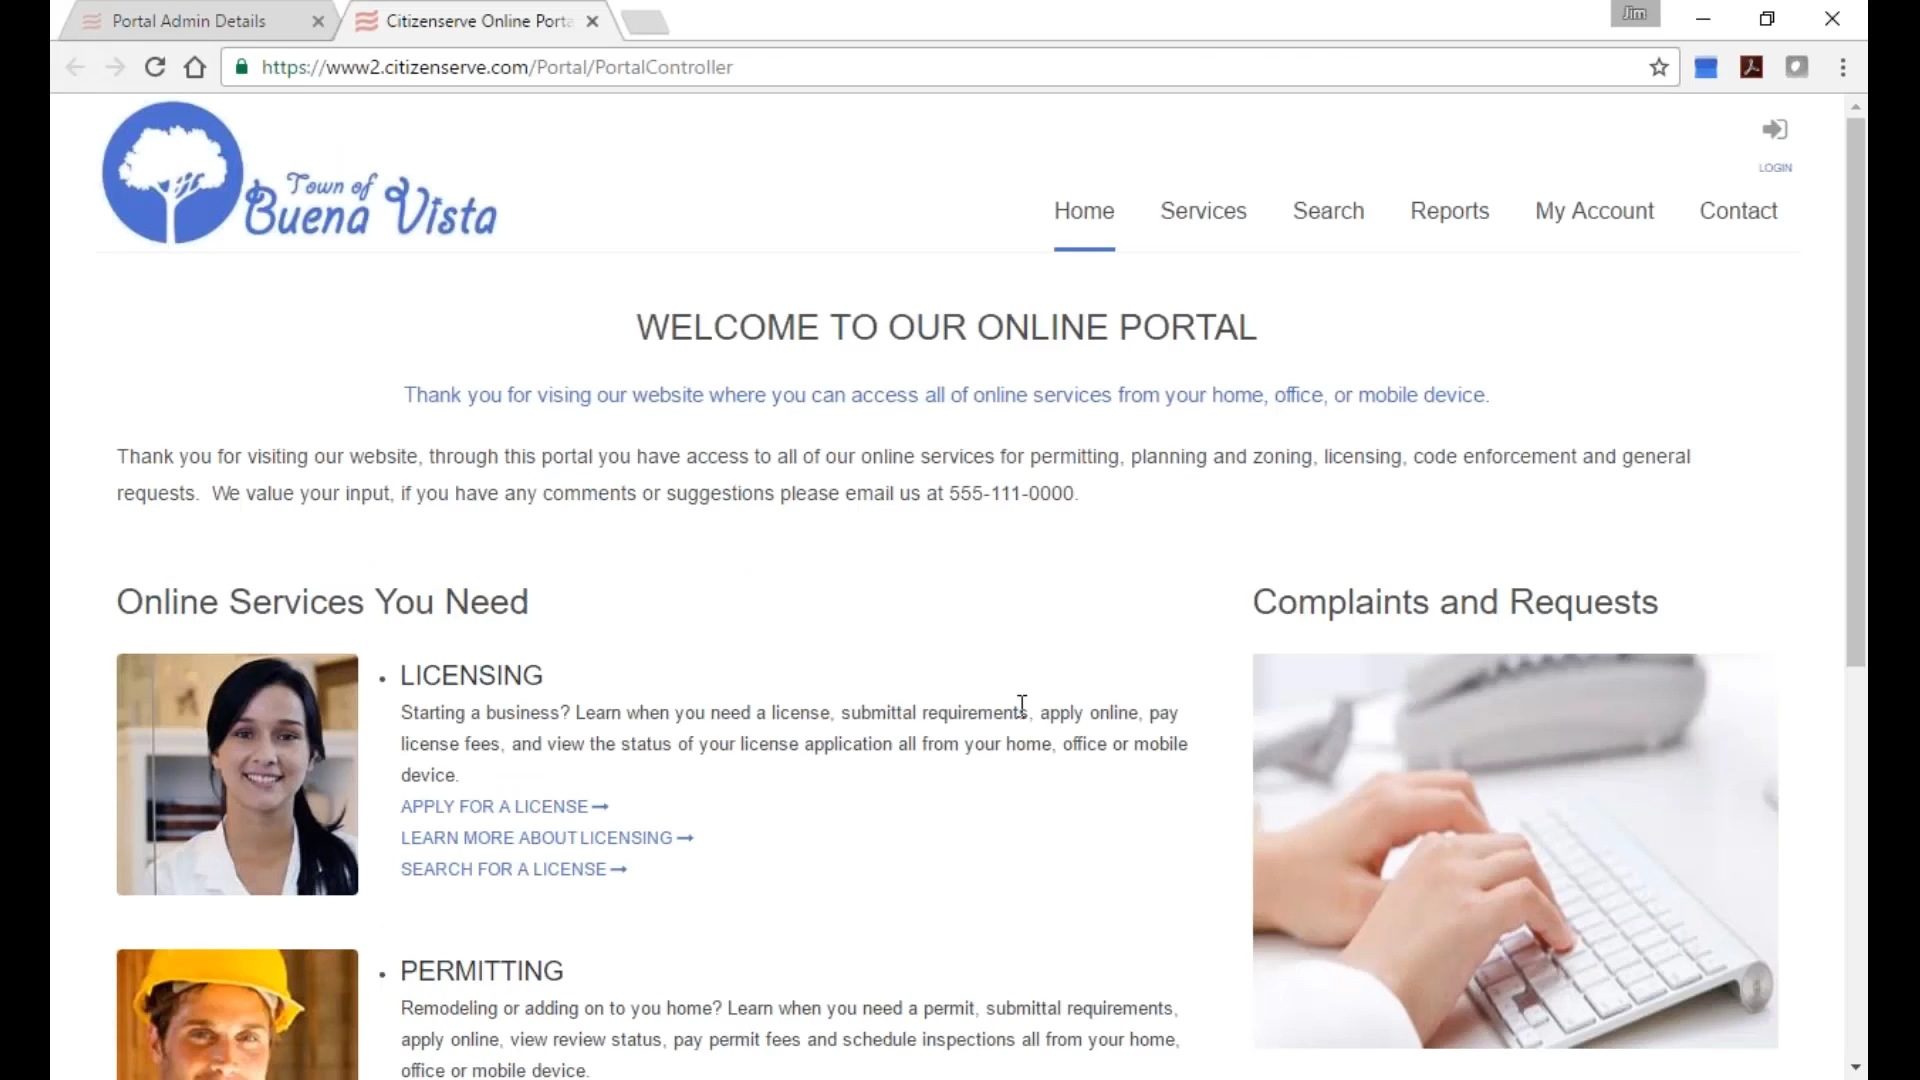 Portal Admin Details
Citizenserve Online Porta
Jim
https://www2.citizenserve.com/Portal/PortalController
Town of
Buena Vista
LOGIN
Home Services Search Reports My Account Contact
WELCOME TO OUR ONLINE PORTAL
Thank you for vising our website where you can access all of online services from your home, office, or mobile device.
Thank you for visiting our website, through this portal you have access to all of our online services for permitting, planning and zoning, licensing, code enforcement and general
requests.  We value your input, if you have any comments or suggestions please email us at 555-111-0000.
Online Services You Need
Complaints and Requests
• LICENSING
Starting a business? Learn when you need a license, submittal requirements, apply online, pay
license fees, and view the status of your license application all from your home, office or mobile
device.
APPLY FOR A LICENSE
LEARN MORE ABOUT LICENSING
SEARCH FOR A LICENSE
• PERMITTING
Remodeling or adding on to you home? Learn when you need a permit, submittal requirements,
apply online, view review status, pay permit fees and schedule inspections all from your home,
office or mobile device.